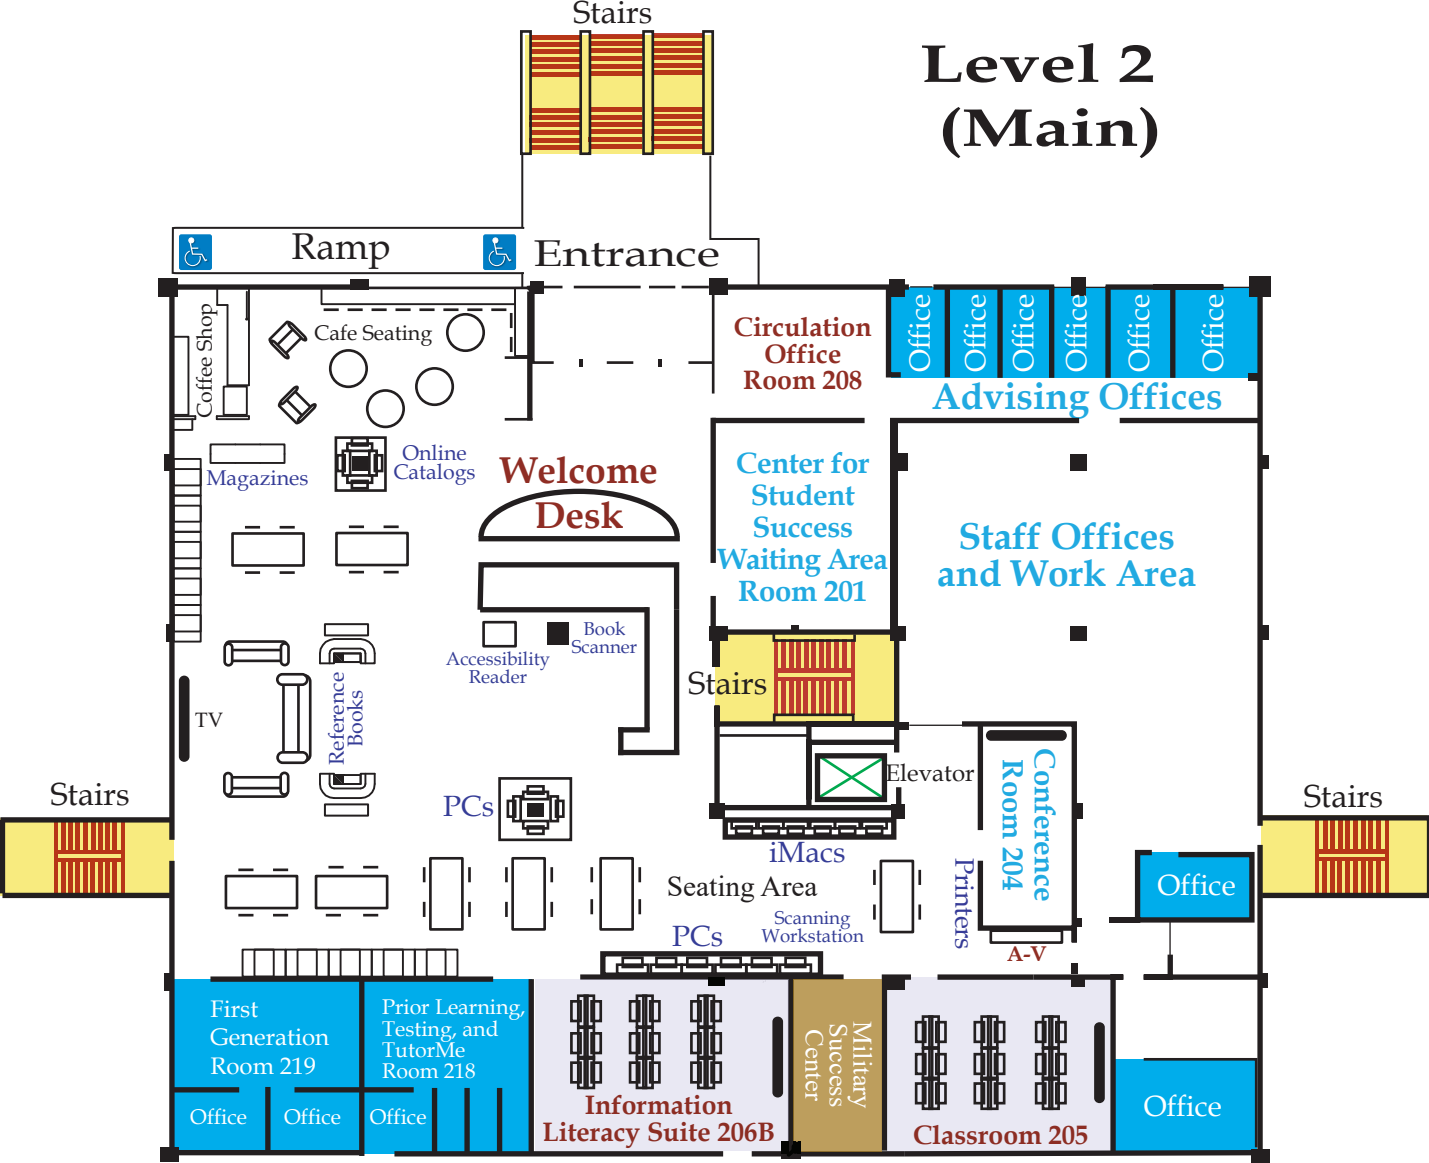 Stairs
Level 2
(Main)
Ramp
Entrance
Coffee Shop
Cafe Seating
Circulation
Office
Room 208
Office
Office
Office
Office
Office
Office
Advising Offices
Magazines
Online
Catalogs
Welcome
Desk
Center for
Student
Success
Waiting Area
Room 201
Staff Offices
and Work Area
Accessibility
Reader
Book
Scanner
Stairs
TV
Reference
Books
Elevator
Conference
Room 204
Stairs
PCs
iMacs
Stairs
Seating Area
Printers
Office
PCs
Scanning
Workstation
A-V
First
Generation
Room 219
Prior Learning,
Testing, and
TutorMe
Room 218
Office
Office
Office
Information
Literacy Suite 206B
Military
Success
Center
Classroom 205
Office